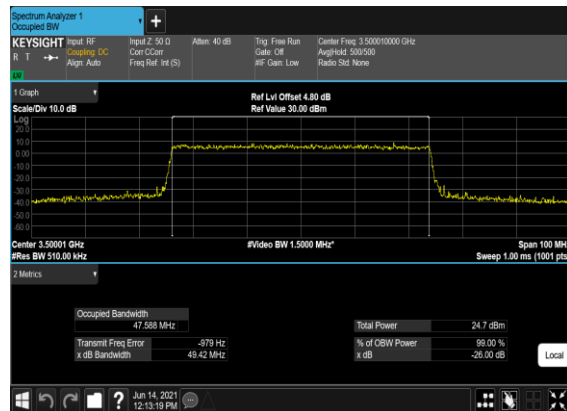 Spectrum Analyzer 1
Occupied BW
+
KEYSIGHT
R T
LXI
Input: RF
Coupling: DC
Align: Auto
Input Z: 50 Ω
Corr CCorr
Freq Ref: Int (S)
Atten: 40 dB
Trig: Free Run
Gate: Off
#IF Gain: Low
Center Freq: 3.500010000 GHz
Avg|Hold: 500/500
Radio Std: None
1 Graph
Scale/Div 10.0 dB
Ref Lvl Offset 4.80 dB
Ref Value 30.00 dBm
Log
20.0
10.0
0.00
-10.0
-20.0
-30.0
-40.0
-50.0
-60.0
Center 3.50001 GHz
#Res BW 510.00 kHz
#Video BW 1.5000 MHz*
Span 100 MH
Sweep 1.00 ms (1001 pts
2 Metrics
Occupied Bandwidth
47.588 MHz
Transmit Freq Error -979 Hz
x dB Bandwidth 49.42 MHz
Total Power 24.7 dBm
% of OBW Power 99.00 %
x dB -26.00 dB
Local
?
Jun 14, 2021
12:13:19 PM